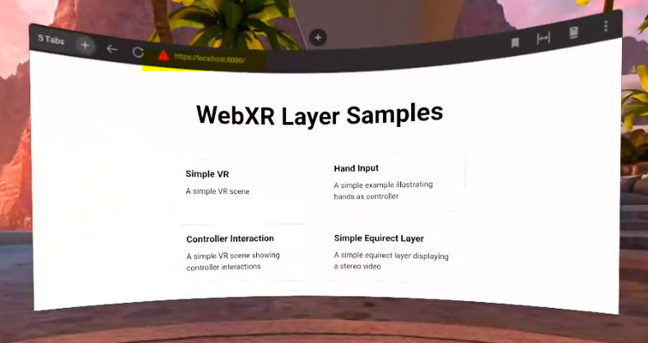 5 Tabs
https://localhost:8080/
WebXR Layer Samples
Simple VR
A simple VR scene
Hand Input
A simple example illustrating
hands as controller
Controller Interaction
A simple VR scene showing
controller interactions
Simple Equirect Layer
A simple equirect layer displaying
a stereo video